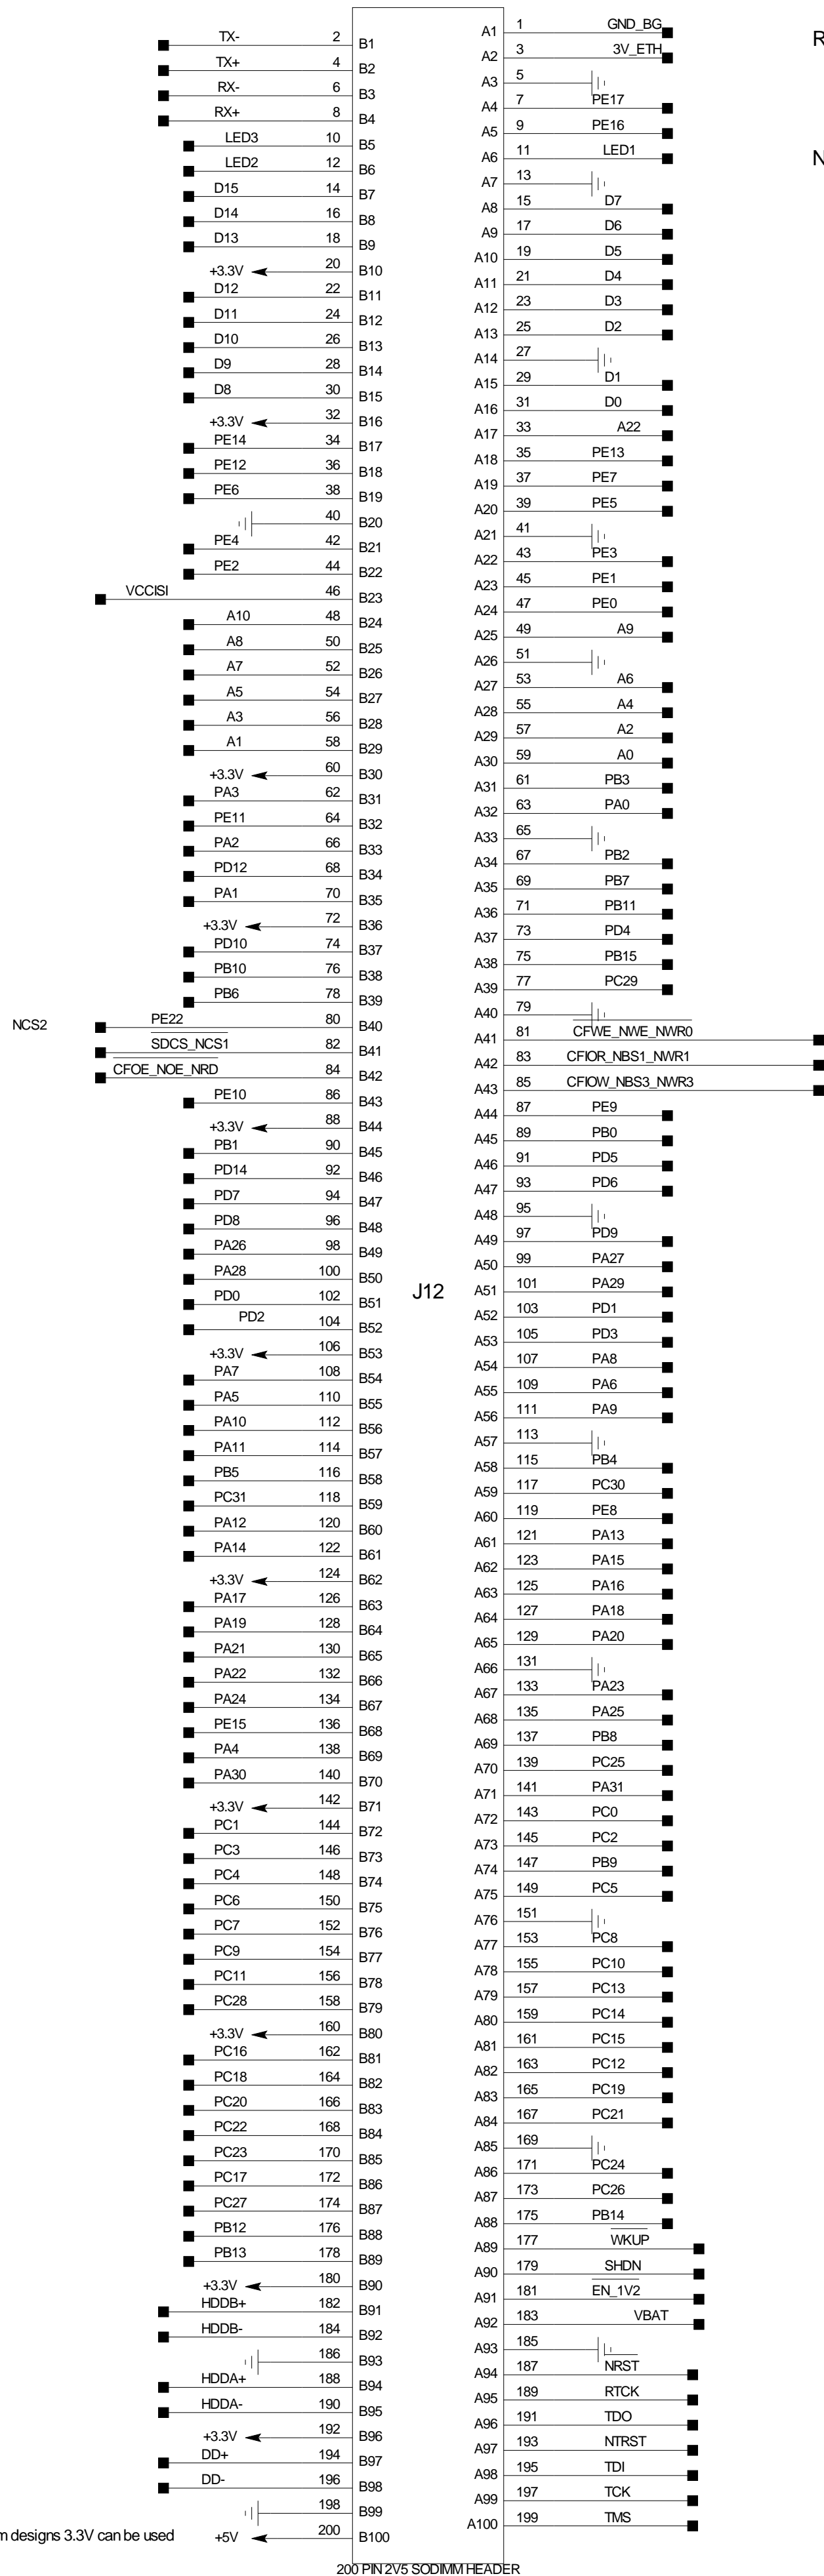 A1 1 GND_BG
TX- 2 B1
R
A2 3 3V_ETH
TX+ 4 B2
A3 5
RX- 6 B3
A4 7 PE17
RX+ 8 B4
A5 9 PE16
LED3 10 B5
A6 11 LED1
N
LED2 12 B6
A7 13
D15 14 B7
A8 15 D7
D14 16 B8
A9 17 D6
D13 18 B9
A10 19 D5
+3.3V 20 B10
A11 21 D4
D12 22 B11
A12 23 D3
D11 24 B12
A13 25 D2
D10 26 B13
A14 27
D9 28 B14
A15 29 D1
D8 30 B15
A16 31 D0
+3.3V 32 B16
A17 33 A22
PE14 34 B17
A18 35 PE13
PE12 36 B18
A19 37 PE7
PE6 38 B19
A20 39 PE5
40 B20
A21 41
PE4 42 B21
A22 43 PE3
PE2 44 B22
A23 45 PE1
VCCISI 46 B23
A24 47 PE0
A10 48 B24
A25 49 A9
A8 50 B25
A26 51
A7 52 B26
A27 53 A6
A5 54 B27
A28 55 A4
A3 56 B28
A29 57 A2
A1 58 B29
A30 59 A0
+3.3V 60 B30
A31 61 PB3
PA3 62 B31
A32 63 PA0
PE11 64 B32
A33 65
PA2 66 B33
A34 67 PB2
PD12 68 B34
A35 69 PB7
PA1 70 B35
A36 71 PB11
+3.3V 72 B36
A37 73 PD4
PD10 74 B37
A38 75 PB15
PB10 76 B38
A39 77 PC29
PB6 78 B39
A40 79
NCS2 PE22 80 B40
A41 81 CFWE_NWE_NWR0
SDCS_NCS1 82 B41
A42 83 CFIOR_NBS1_NWR1
CFOE_NOE_NRD 84 B42
A43 85 CFIOW_NBS3_NWR3
PE10 86 B43
A44 87 PE9
+3.3V 88 B44
A45 89 PB0
PB1 90 B45
A46 91 PD5
PD14 92 B46
A47 93 PD6
PD7 94 B47
A48 95
PD8 96 B48
A49 97 PD9
PA26 98 B49
A50 99 PA27
PA28 100 B50
A51 101 PA29
J12
PD0 102 B51
A52 103 PD1
PD2 104 B52
A53 105 PD3
+3.3V 106 B53
A54 107 PA8
PA7 108 B54
A55 109 PA6
PA5 110 B55
A56 111 PA9
PA10 112 B56
A57 113
PA11 114 B57
A58 115 PB4
PB5 116 B58
A59 117 PC30
PC31 118 B59
A60 119 PE8
PA12 120 B60
A61 121 PA13
PA14 122 B61
A62 123 PA15
+3.3V 124 B62
A63 125 PA16
PA17 126 B63
A64 127 PA18
PA19 128 B64
A65 129 PA20
PA21 130 B65
A66 131
PA22 132 B66
A67 133 PA23
PA24 134 B67
A68 135 PA25
PE15 136 B68
A69 137 PB8
PA4 138 B69
A70 139 PC25
PA30 140 B70
A71 141 PA31
+3.3V 142 B71
A72 143 PC0
PC1 144 B72
A73 145 PC2
PC3 146 B73
A74 147 PB9
PC4 148 B74
A75 149 PC5
PC6 150 B75
A76 151
PC7 152 B76
A77 153 PC8
PC9 154 B77
A78 155 PC10
PC11 156 B78
A79 157 PC13
PC28 158 B79
A80 159 PC14
+3.3V 160 B80
A81 161 PC15
PC16 162 B81
A82 163 PC12
PC18 164 B82
A83 165 PC19
PC20 166 B83
A84 167 PC21
PC22 168 B84
A85 169
PC23 170 B85
A86 171 PC24
PC17 172 B86
A87 173 PC26
PC27 174 B87
A88 175 PB14
PB12 176 B88
A89 177 WKUP
PB13 178 B89
A90 179 SHDN
+3.3V 180 B90
A91 181 EN_1V2
HDDB+ 182 B91
A92 183 VBAT
HDDB- 184 B92
A93 185
186 B93
A94 187 NRST
HDDA+ 188 B94
A95 189 RTCK
HDDA- 190 B95
A96 191 TDO
+3.3V 192 B96
A97 193 NTRST
DD+ 194 B97
A98 195 TDI
DD- 196 B98
A99 197 TCK
198 B99
A100 199 TMS
m designs 3.3V can be used +5V 200 B100
200 PIN 2V5 SODIMM HEADER